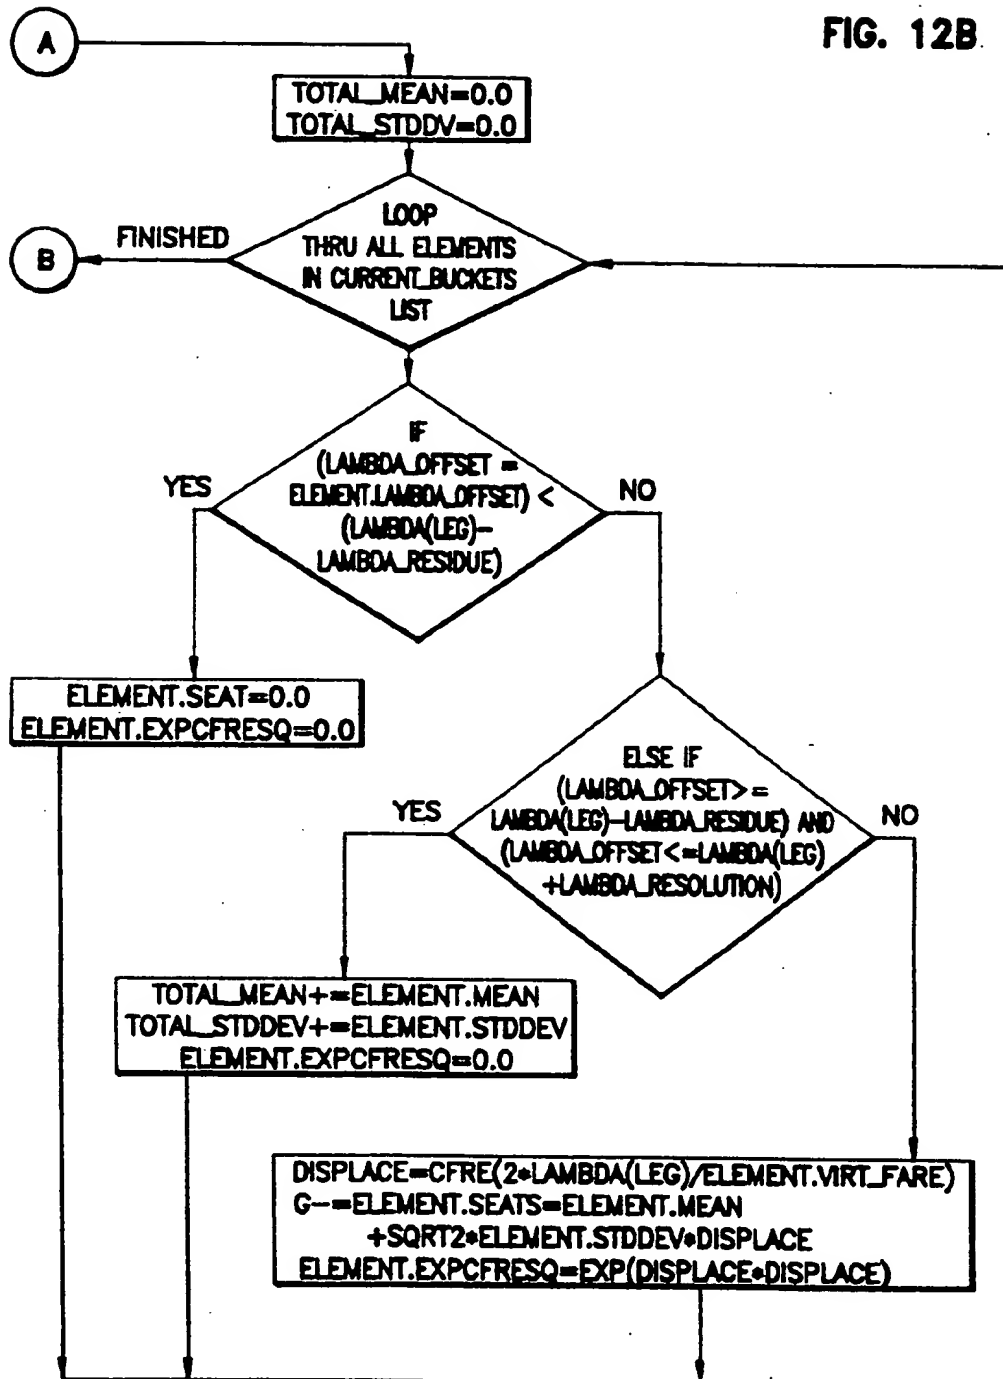 FIG. 12B
A
TOTAL_MEAN=0.0
TOTAL_STDDV=0.0
LOOP
THRU ALL ELEMENTS
IN CURRENT_BUCKETS
LIST
FINISHED
B
IF
(LAMBDA_OFFSET =
ELEMENT.LAMBDA_OFFSET) <
(LAMBDA(LEG)-
LAMBDA_RESIDUE)
YES
NO
ELEMENT.SEAT=0.0
ELEMENT.EXPCFRESQ=0.0
ELSE IF
(LAMBDA_OFFSET>=
LAMBDA(LEG)-LAMBDA_RESIDUE) AND
(LAMBDA_OFFSET<=LAMBDA(LEG)
+LAMBDA_RESOLUTION)
YES
NO
TOTAL_MEAN+=ELEMENT.MEAN
TOTAL_STDDEV+=ELEMENT.STDDEV
ELEMENT.EXPCFRESQ=0.0
DISPLACE=CFRE(2*LAMBDA(LEG)/ELEMENT.VIRT_FARE)
G-=ELEMENT.SEATS=ELEMENT.MEAN
+SQRT2*ELEMENT.STDDEV*DISPLACE
ELEMENT.EXPCFRESQ=EXP(DISPLACE*DISPLACE)